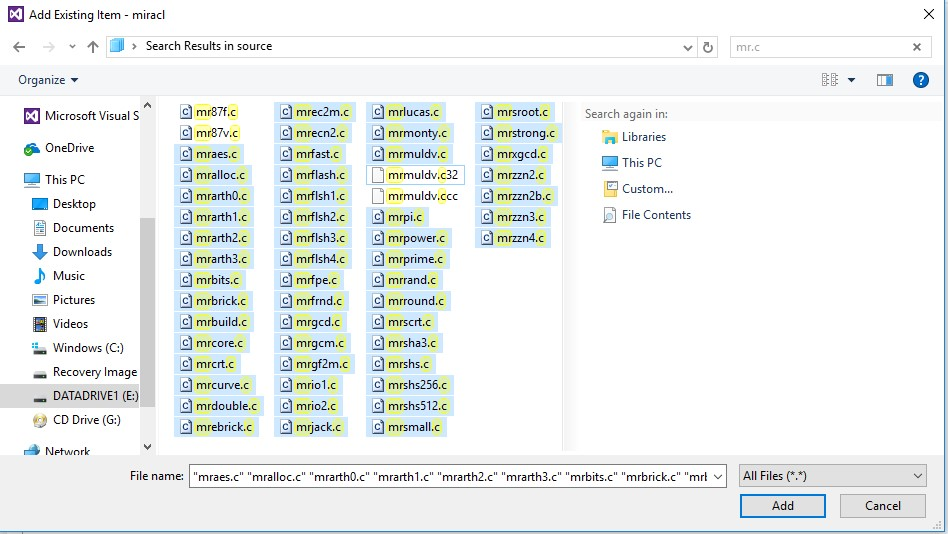 Add Existing Item - miracl
Search Results in source
mr.c
Organize
Microsoft Visual S
OneDrive
This PC
Desktop
Documents
Downloads
Music
Pictures
Videos
Windows (C:)
Recovery Image
DATADRIVE1 (E:)
CD Drive (G:)
Network
mr87f.c
mr87v.c
mraes.c
mralloc.c
mrarth0.c
mrarth1.c
mrarth2.c
mrarth3.c
mrbits.c
mrbrick.c
mrbuild.c
mrcore.c
mrcrt.c
mrcurve.c
mrdouble.c
mrebrick.c
mrec2m.c
mrecn2.c
mrfast.c
mrflash.c
mrflsh1.c
mrflsh2.c
mrflsh3.c
mrflsh4.c
mrfpe.c
mrfrnd.c
mrgcd.c
mrgcm.c
mrgf2m.c
mrio1.c
mrio2.c
mrjack.c
mrlucas.c
mrmonty.c
mrmuldv.c
mrmuldv.c32
mrmuldv.ccc
mrpi.c
mrpower.c
mrprime.c
mrrand.c
mrround.c
mrscrt.c
mrsha3.c
mrshs.c
mrshs256.c
mrshs512.c
mrsmall.c
mrsroot.c
mrstrong.c
mrxgcd.c
mrzzn2.c
mrzzn2b.c
mrzzn3.c
mrzzn4.c
Search again in:
Libraries
This PC
Custom...
File Contents
File name: "mraes.c" "mralloc.c" "mrarth0.c" "mrarth1.c" "mrarth2.c" "mrarth3.c" "mrbits.c" "mrbrick.c" "mrb
All Files (*.*)
Add
Cancel